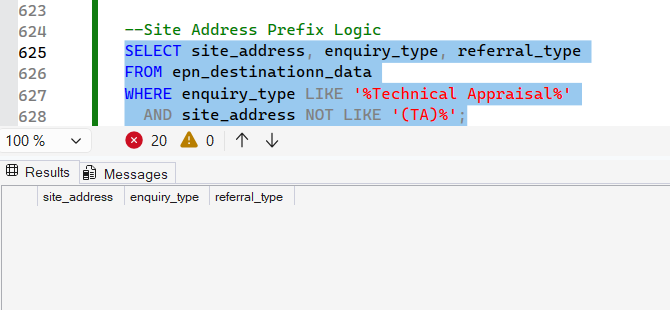 623
624 --Site Address Prefix Logic
625 SELECT site_address, enquiry_type, referral_type
626 FROM epn_destinationn_data
627 WHERE enquiry_type LIKE '%Technical Appraisal%'
628 AND site_address NOT LIKE '(TA)%';
100 % 20 0
Results Messages
site_address enquiry_type referral_type